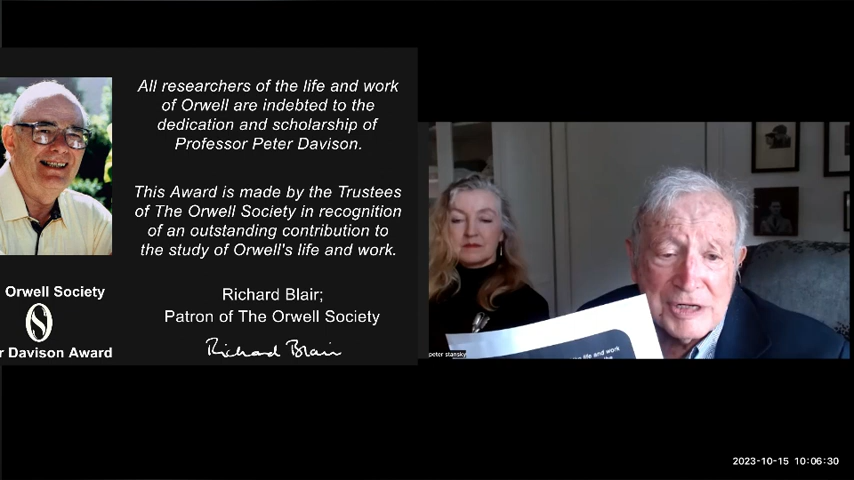 All researchers of the life and work
of Orwell are indebted to the
dedication and scholarship of
Professor Peter Davison.
This Award is made by the Trustees
of The Orwell Society in recognition
of an outstanding contribution to
the study of Orwell's life and work.
Richard Blair;
Patron of The Orwell Society
Richard Blair
Orwell Society
r Davison Award
peter stansky
life and work
2023-10-15 10:06:30